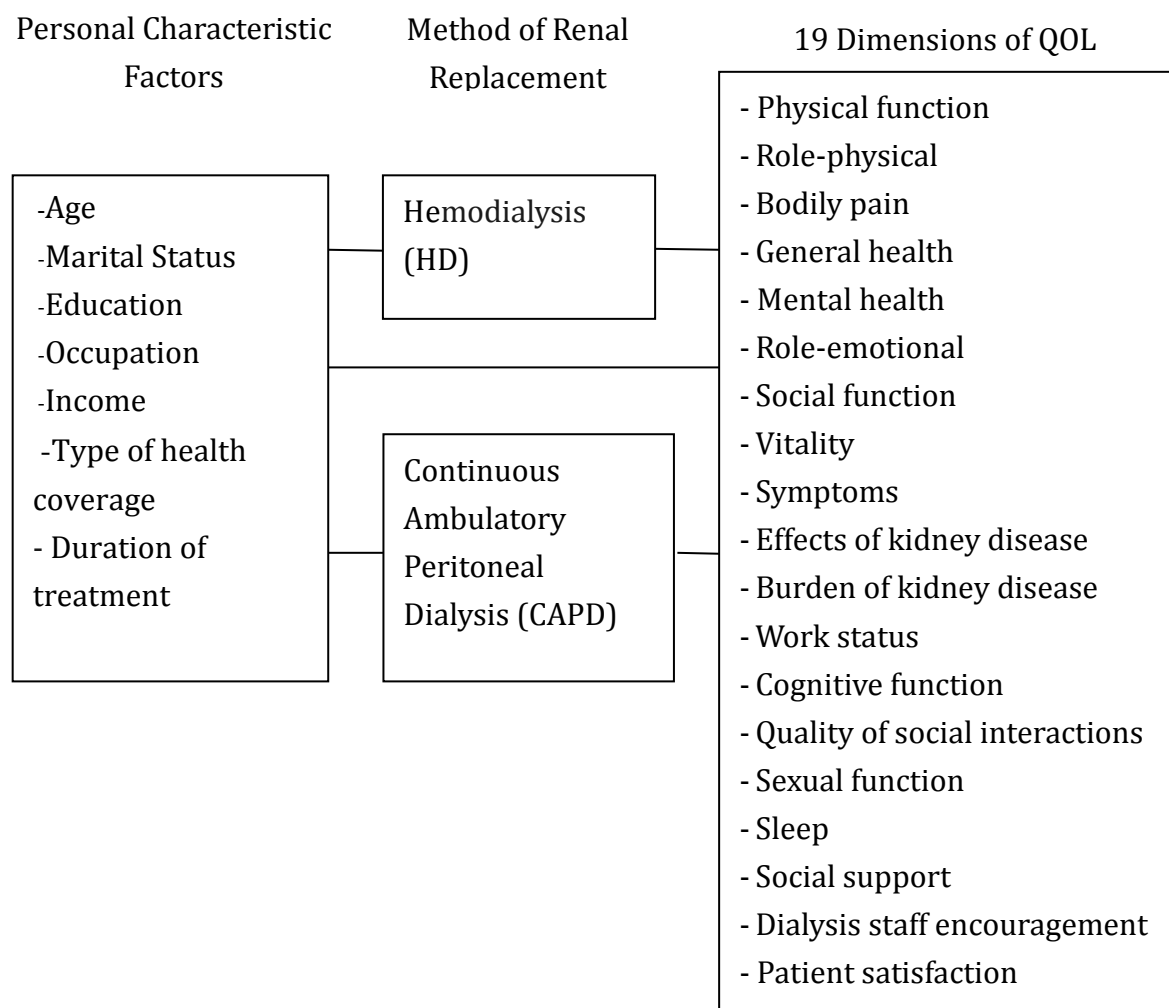 Personal Characteristic
Factors
Method of Renal
Replacement
19 Dimensions of QOL
-Age
-Marital Status
-Education
-Occupation
-Income
-Type of health
coverage
- Duration of
treatment
Hemodialysis
(HD)
Continuous
Ambulatory
Peritoneal
Dialysis (CAPD)
- Physical function
- Role-physical
- Bodily pain
- General health
- Mental health
- Role-emotional
- Social function
- Vitality
- Symptoms
- Effects of kidney disease
- Burden of kidney disease
- Work status
- Cognitive function
- Quality of social interactions
- Sexual function
- Sleep
- Social support
- Dialysis staff encouragement
- Patient satisfaction